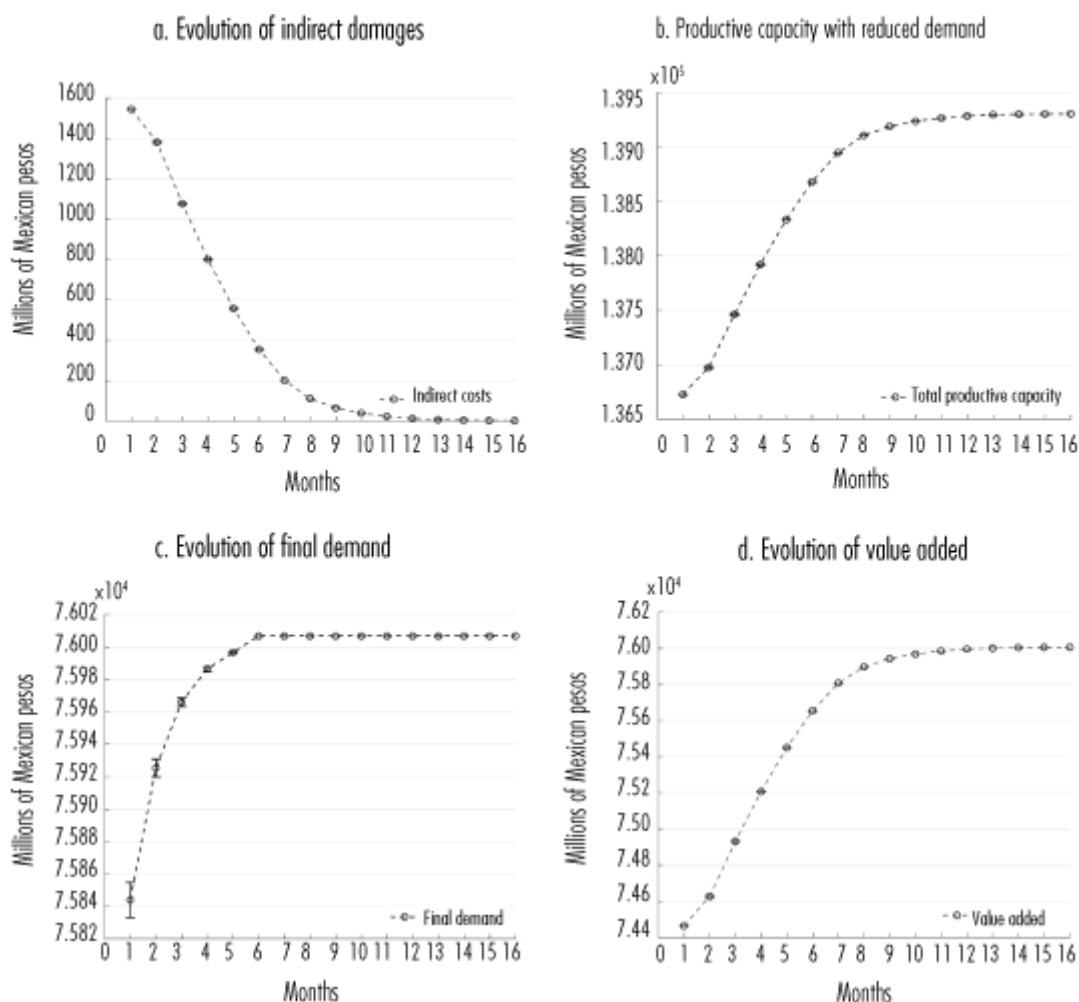 a. Evolution of indirect damages
Millions of Mexican pesos
1600
1400
1200
1000
800
600
400
200
0
Indirect costs
0 1 2 3 4 5 6 7 8 9 10 11 12 13 14 15 16
Months
b. Productive capacity with reduced demand
x10⁵
Millions of Mexican pesos
1.395
1.390
1.385
1.380
1.375
1.370
1.365
Total productive capacity
0 1 2 3 4 5 6 7 8 9 10 11 12 13 14 15 16
Months
c. Evolution of final demand
x10⁴
Millions of Mexican pesos
7.602
7.600
7.598
7.596
7.594
7.592
7.590
7.588
7.586
7.584
7.582
Final demand
0 1 2 3 4 5 6 7 8 9 10 11 12 13 14 15 16
Months
d. Evolution of value added
x10⁴
Millions of Mexican pesos
7.62
7.60
7.58
7.56
7.54
7.52
7.50
7.48
7.46
7.44
Value added
0 1 2 3 4 5 6 7 8 9 10 11 12 13 14 15 16
Months